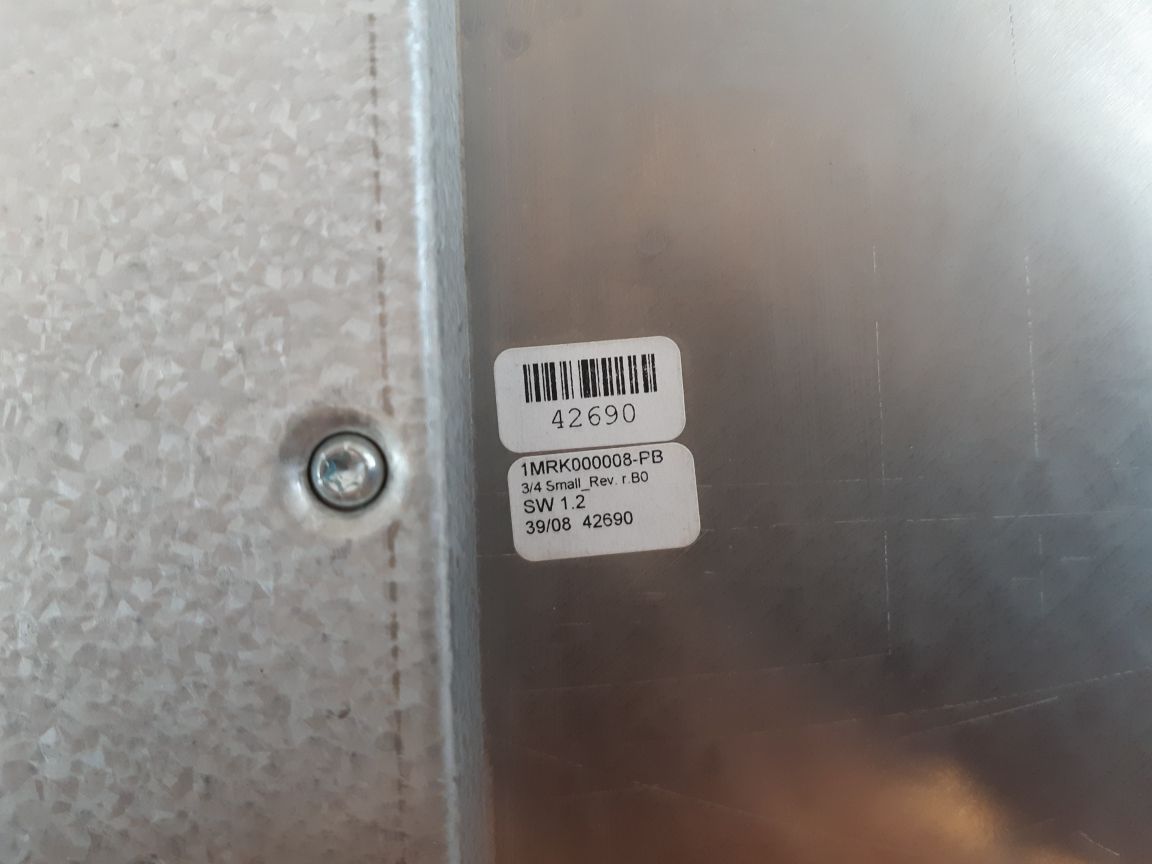 42690
1MRK000008-PB
3/4 Small_Rev. r.B0
SW 1.2
39/08 42690